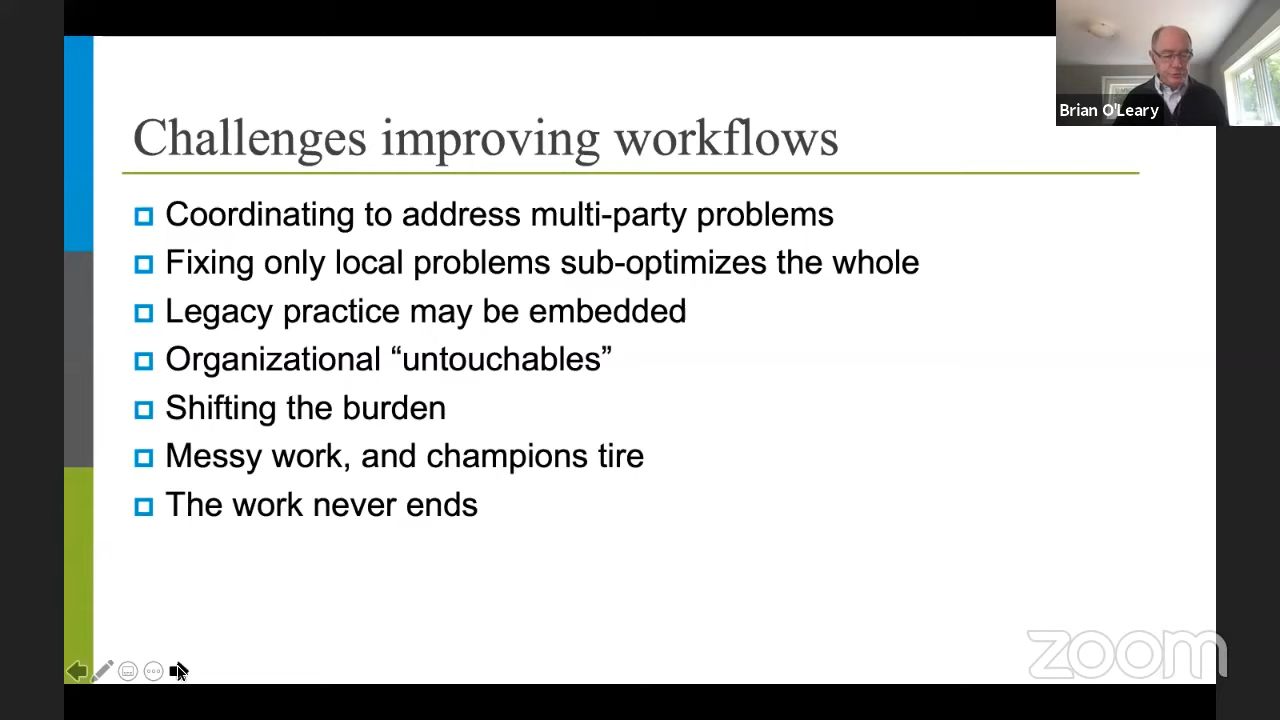 Brian O'Leary
Challenges improving workflows
Coordinating to address multi-party problems
Fixing only local problems sub-optimizes the whole
Legacy practice may be embedded
Organizational “untouchables”
Shifting the burden
Messy work, and champions tire
The work never ends
zoom